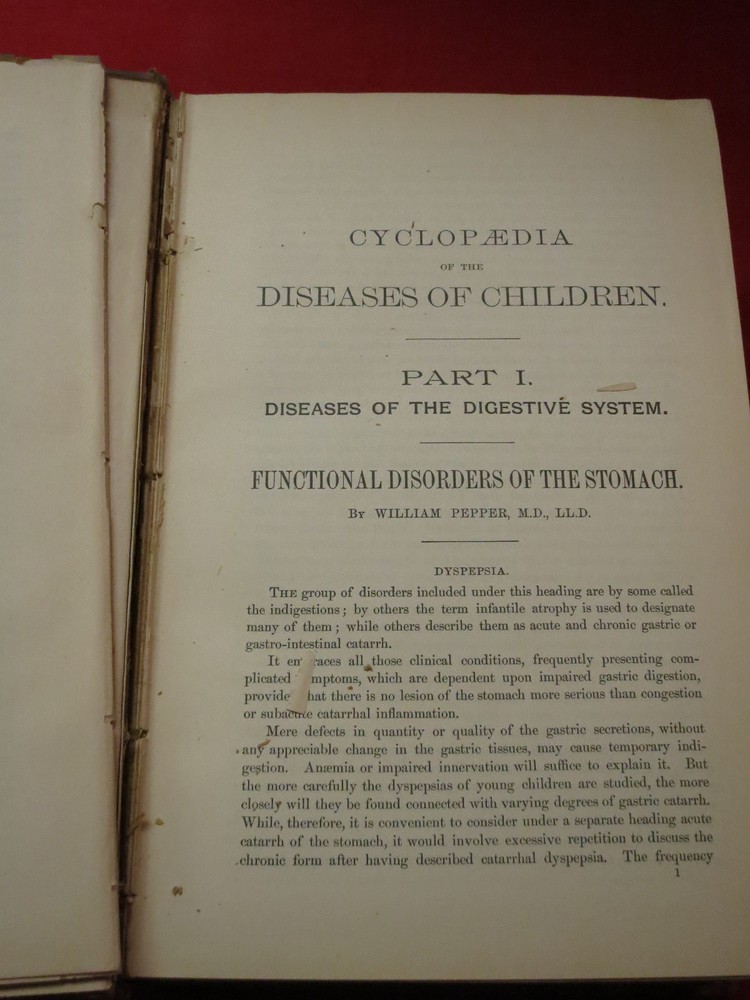 CYCLOPÆDIA
OF THE
DISEASES OF CHILDREN.
PART I.
DISEASES OF THE DIGESTIVE SYSTEM.
FUNCTIONAL DISORDERS OF THE STOMACH.
By WILLIAM PEPPER, M.D., LL.D.
DYSPEPSIA.
THE group of disorders included under this heading are by some called
the indigestions; by others the term infantile atrophy is used to designate
many of them; while others describe them as acute and chronic gastric or
gastro-intestinal catarrh.
It em races all those clinical conditions, frequently presenting com-
plicated mptoms, which are dependent upon impaired gastric digestion,
provide hat there is no lesion of the stomach more serious than congestion
or subacute catarrhal inflammation.
Mere defects in quantity or quality of the gastric secretions, without
any appreciable change in the gastric tissues, may cause temporary indi-
gestion. Anæmia or impaired innervation will suffice to explain it. But
the more carefully the dyspepsias of young children are studied, the more
closely will they be found connected with varying degrees of gastric catarrh.
While, therefore, it is convenient to consider under a separate heading acute
catarrh of the stomach, it would involve excessive repetition to discuss the
chronic form after having described catarrhal dyspepsia. The frequency
1